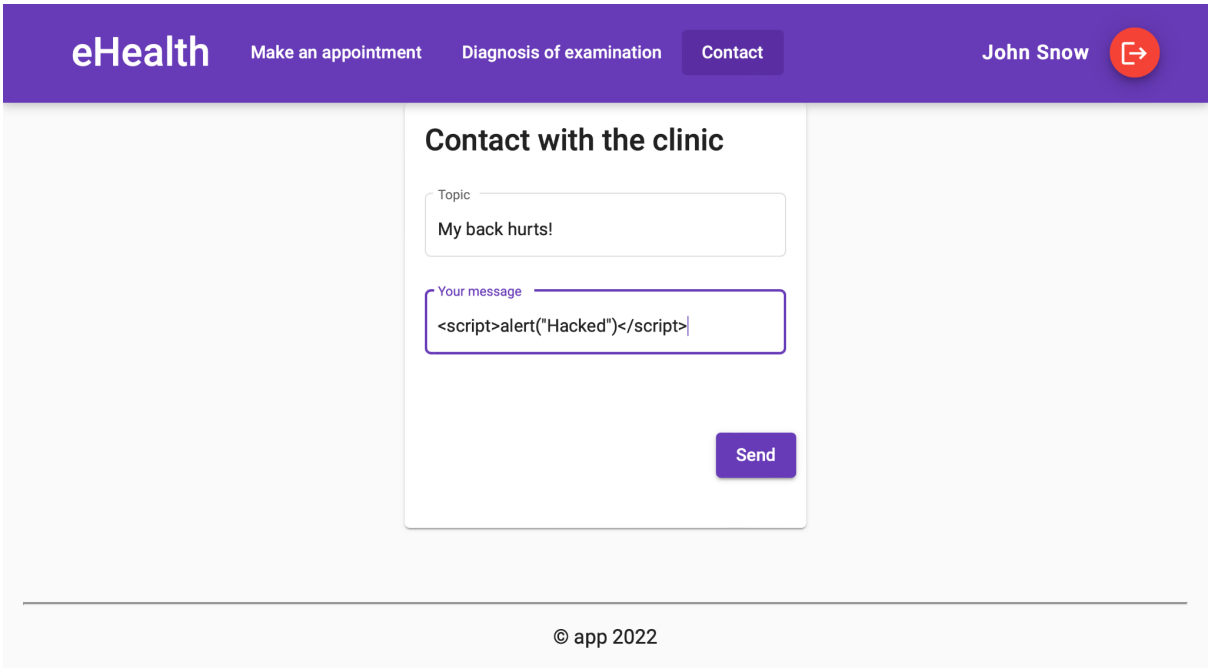 eHealth Make an appointment Diagnosis of examination Contact John Snow
Contact with the clinic
Topic
My back hurts!
Your message
<script>alert("Hacked")</script>
Send
© app 2022